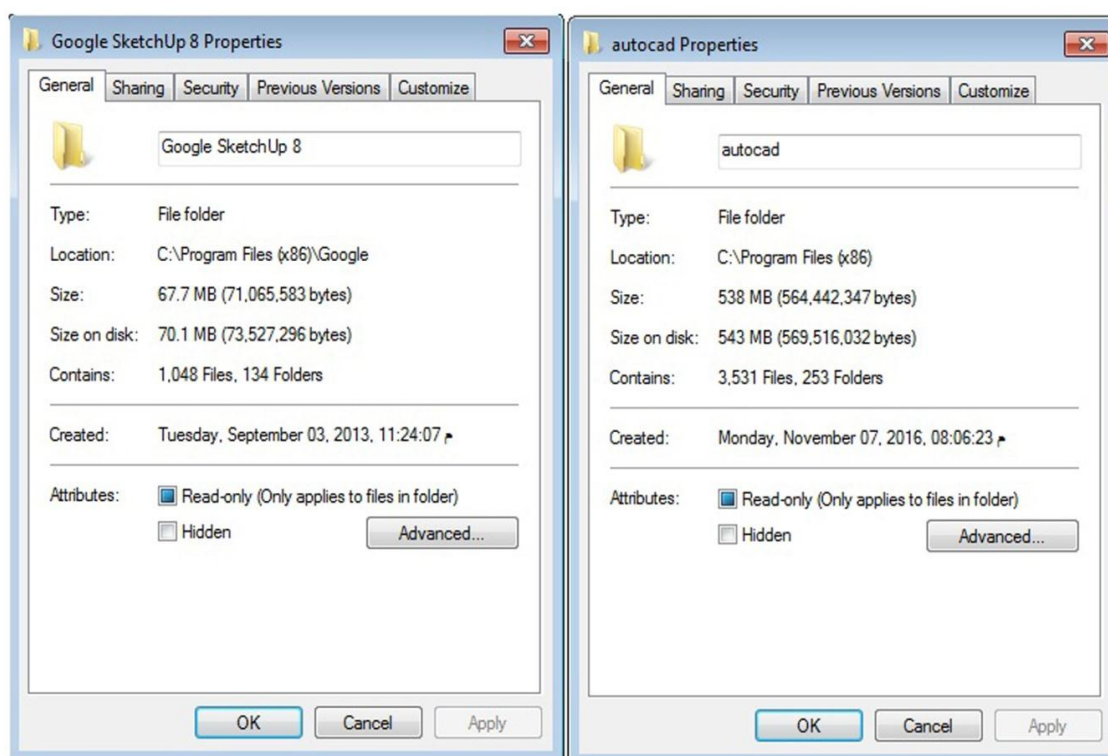 Google SketchUp 8 Properties
General Sharing Security Previous Versions Customize
Google SketchUp 8
Type: File folder
Location: C:\Program Files (x86)\Google
Size: 67.7 MB (71,065,583 bytes)
Size on disk: 70.1 MB (73,527,296 bytes)
Contains: 1,048 Files, 134 Folders
Created: Tuesday, September 03, 2013, 11:24:07 م
Attributes: Read-only (Only applies to files in folder)
Hidden Advanced...
OK Cancel Apply
autocad Properties
General Sharing Security Previous Versions Customize
autocad
Type: File folder
Location: C:\Program Files (x86)
Size: 538 MB (564,442,347 bytes)
Size on disk: 543 MB (569,516,032 bytes)
Contains: 3,531 Files, 253 Folders
Created: Monday, November 07, 2016, 08:06:23 م
Attributes: Read-only (Only applies to files in folder)
Hidden Advanced...
OK Cancel Apply